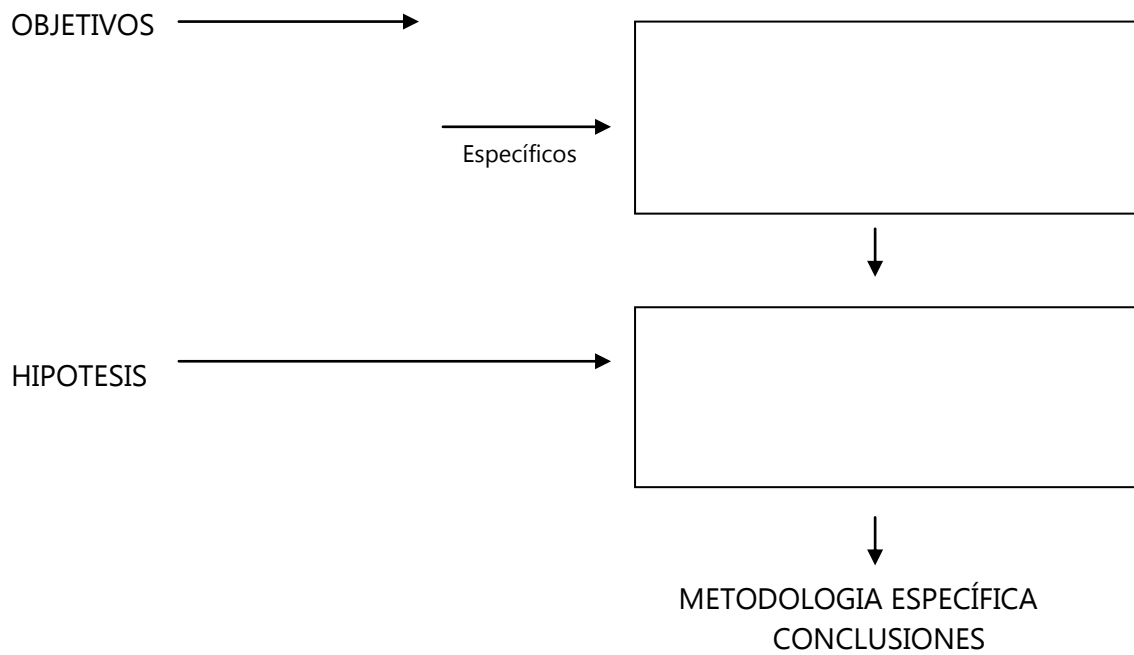 OBJETIVOS
Específicos
HIPOTESIS
METODOLOGIA ESPECÍFICA
CONCLUSIONES